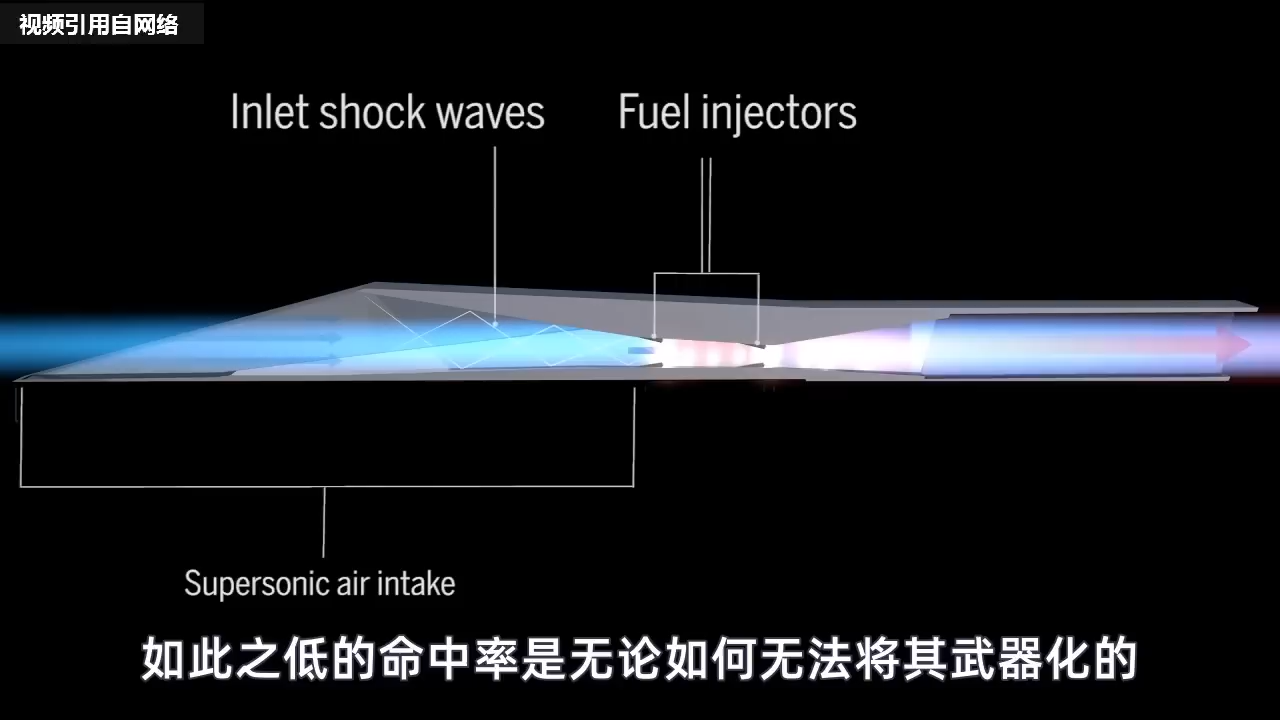 视频引用自网络
Inlet shock waves
Fuel injectors
Supersonic air intake
如此之低的命中率是无论如何无法将其武器化的